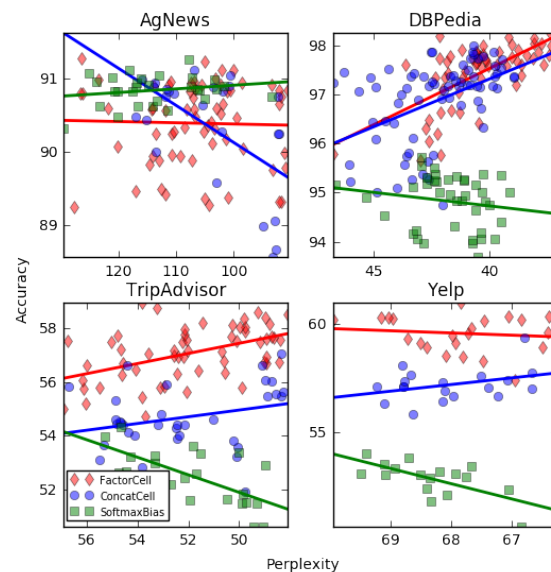 AgNews
DBPedia
91
90
89
120
110
100
98
97
96
95
94
45
40
Accuracy
TripAdvisor
Yelp
58
56
54
52
56
54
52
50
FactorCell
ConcatCell
SoftmaxBias
60
55
69
68
67
Perplexity